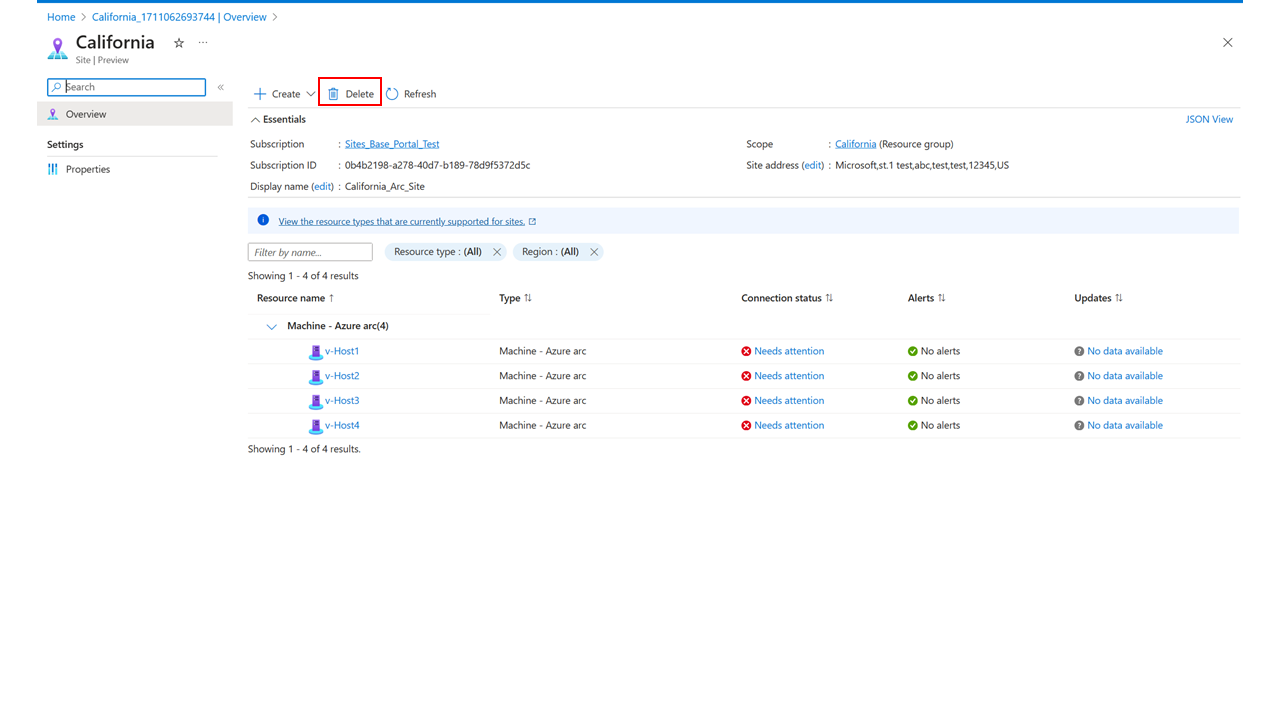 Home > California_1711062693744 | Overview >
California ☆ ...
Site | Preview
Search «
Overview
Settings
Properties
+ Create Delete Refresh
Essentials JSON View
Subscription : Sites_Base_Portal_Test Scope : California (Resource group)
Subscription ID : 0b4b2198-a278-40d7-b189-78d9f5372d5c Site address (edit) : Microsoft,st.1 test,abc,test,test,12345,US
Display name (edit) : California_Arc_Site
View the resource types that are currently supported for sites.
Filter by name... Resource type : (All) Region : (All)
Showing 1 - 4 of 4 results
Resource name ↑ Type ↑↓ Connection status ↑↓ Alerts ↑↓ Updates ↑↓
Machine - Azure arc(4)
v-Host1 Machine - Azure arc Needs attention No alerts No data available
v-Host2 Machine - Azure arc Needs attention No alerts No data available
v-Host3 Machine - Azure arc Needs attention No alerts No data available
v-Host4 Machine - Azure arc Needs attention No alerts No data available
Showing 1 - 4 of 4 results.